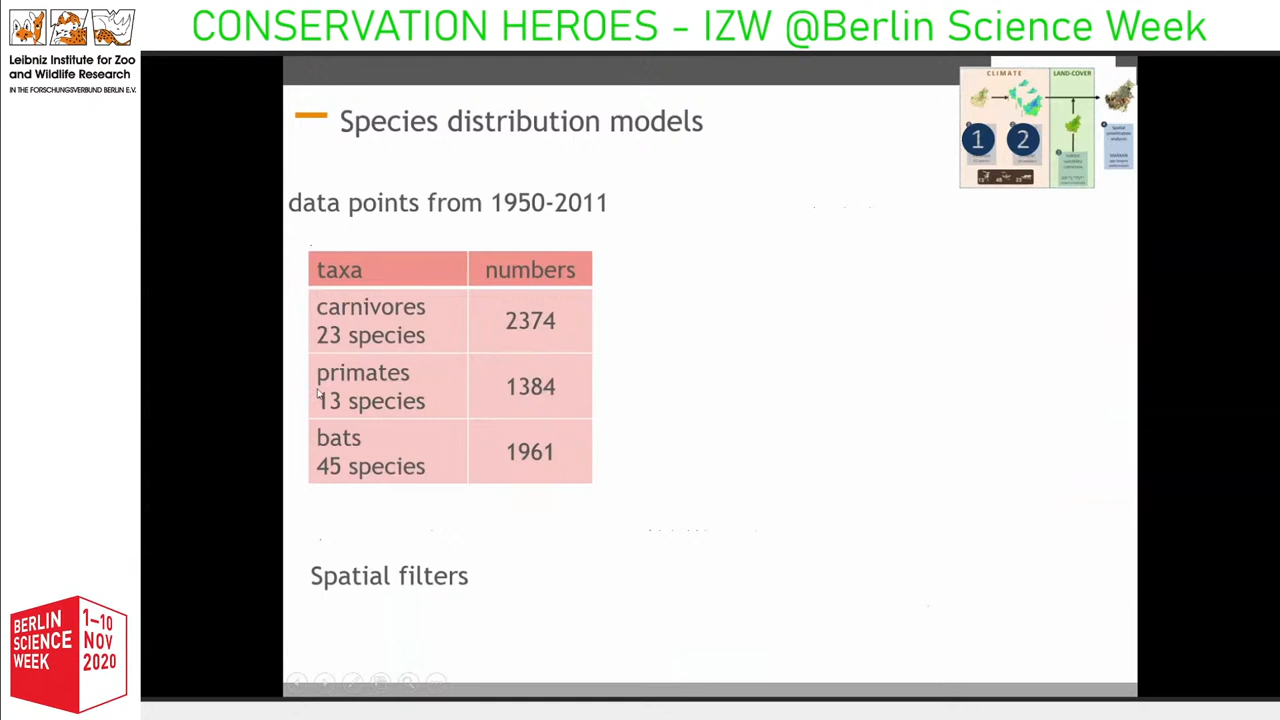 CONSERVATION HEROES - IZW @Berlin Science Week
Leibniz Institute for Zoo
and Wildlife Research
IN THE FORSCHUNGSVERBUND BERLIN E.V.
CLIMATE
LAND-COVER
1
2
Species distribution models
data points from 1950-2011
taxa numbers
carnivores
23 species
2374
primates
13 species
1384
bats
45 species
1961
Spatial filters
BERLIN
SCIENCE
WEEK
1–10
NOV
2020